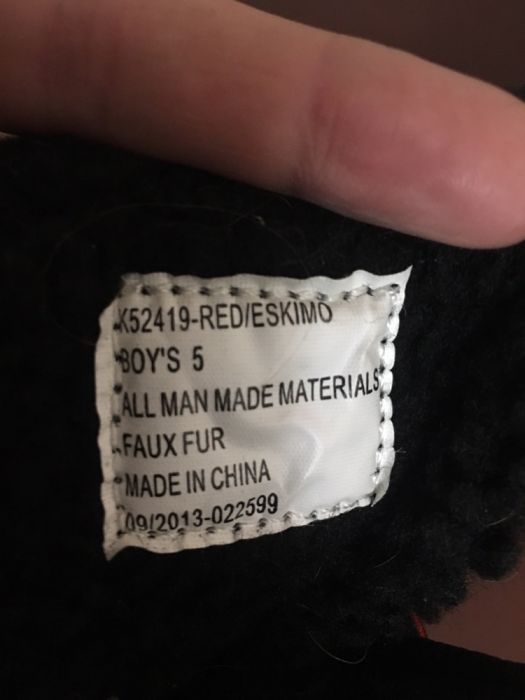 K52419-RED/ESKIMO
BOY'S 5
ALL MAN MADE MATERIALS
FAUX FUR
MADE IN CHINA
09/2013-022599